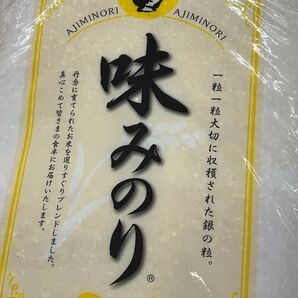 AJIMINORI
AJIMINORI
一粒一粒大切に収穫された銀の粒。
味みのり
®
丹念に育てられたお米を選りすぐりブレンドしました。
真心こめて皆さまの食卓にお届けいたします。